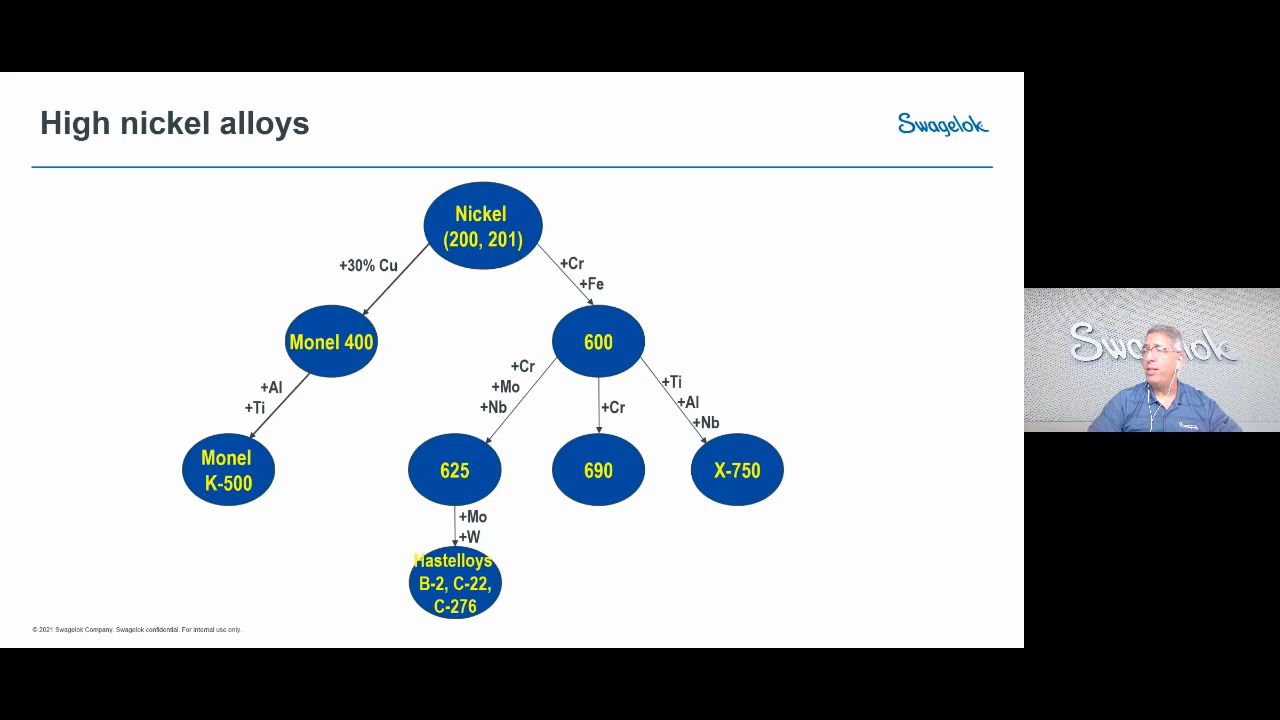 High nickel alloys
Swagelok
Nickel
(200, 201)
+30% Cu
+Cr
+Fe
Monel 400
600
+Al
+Ti
+Cr
+Mo
+Nb
+Cr
+Ti
+Al
+Nb
Monel
K-500
625
690
X-750
+Mo
+W
Hastelloys
B-2, C-22,
C-276
© 2021 Swagelok Company. Swagelok confidential. For internal use only.
Swagelok
Swagelok